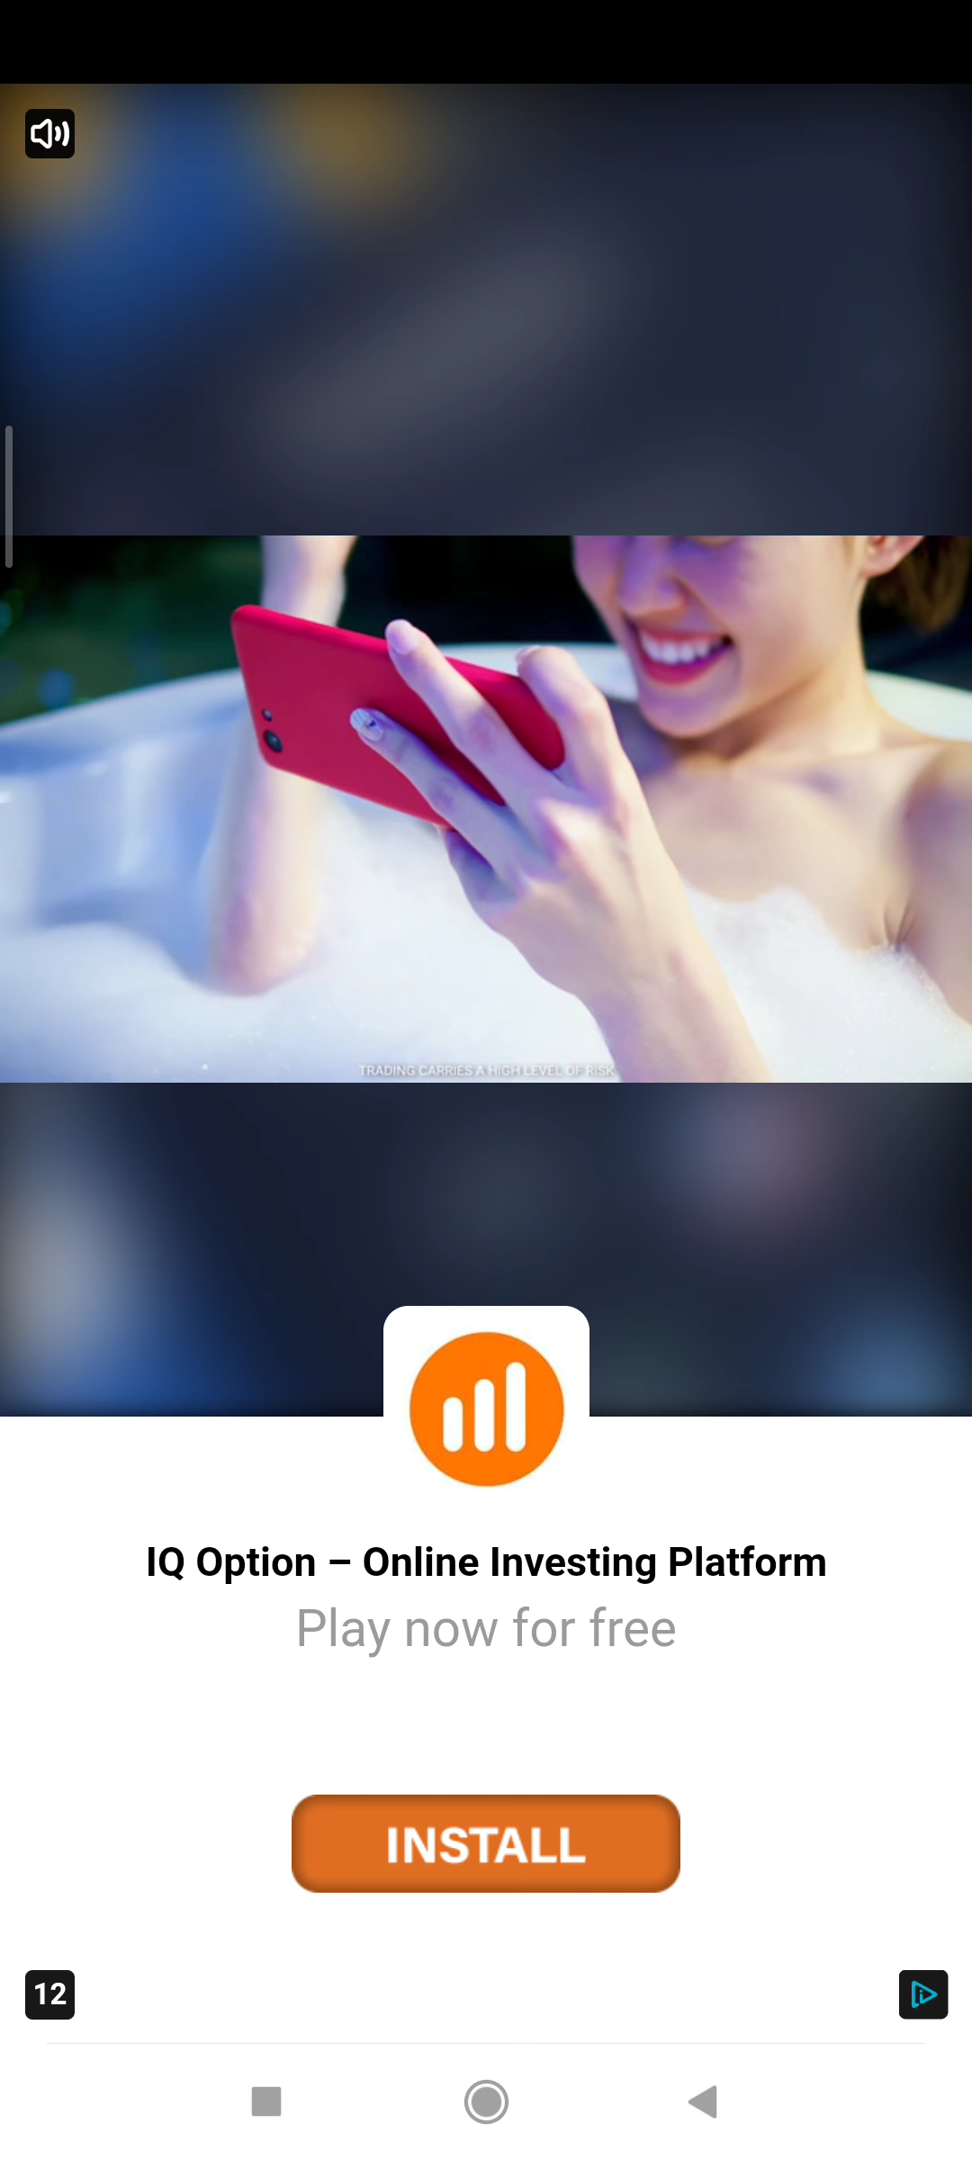 TRADING CARRIES A HIGH LEVEL OF RISK
IQ Option – Online Investing Platform
Play now for free
INSTALL
12